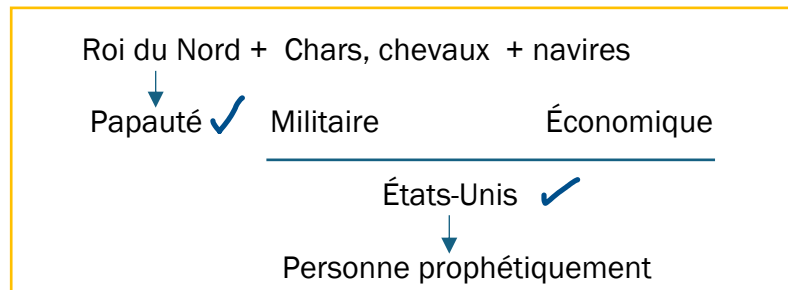 Roi du Nord + Chars, chevaux + navires
Papauté Militaire Économique
États-Unis
Personne prophétiquement